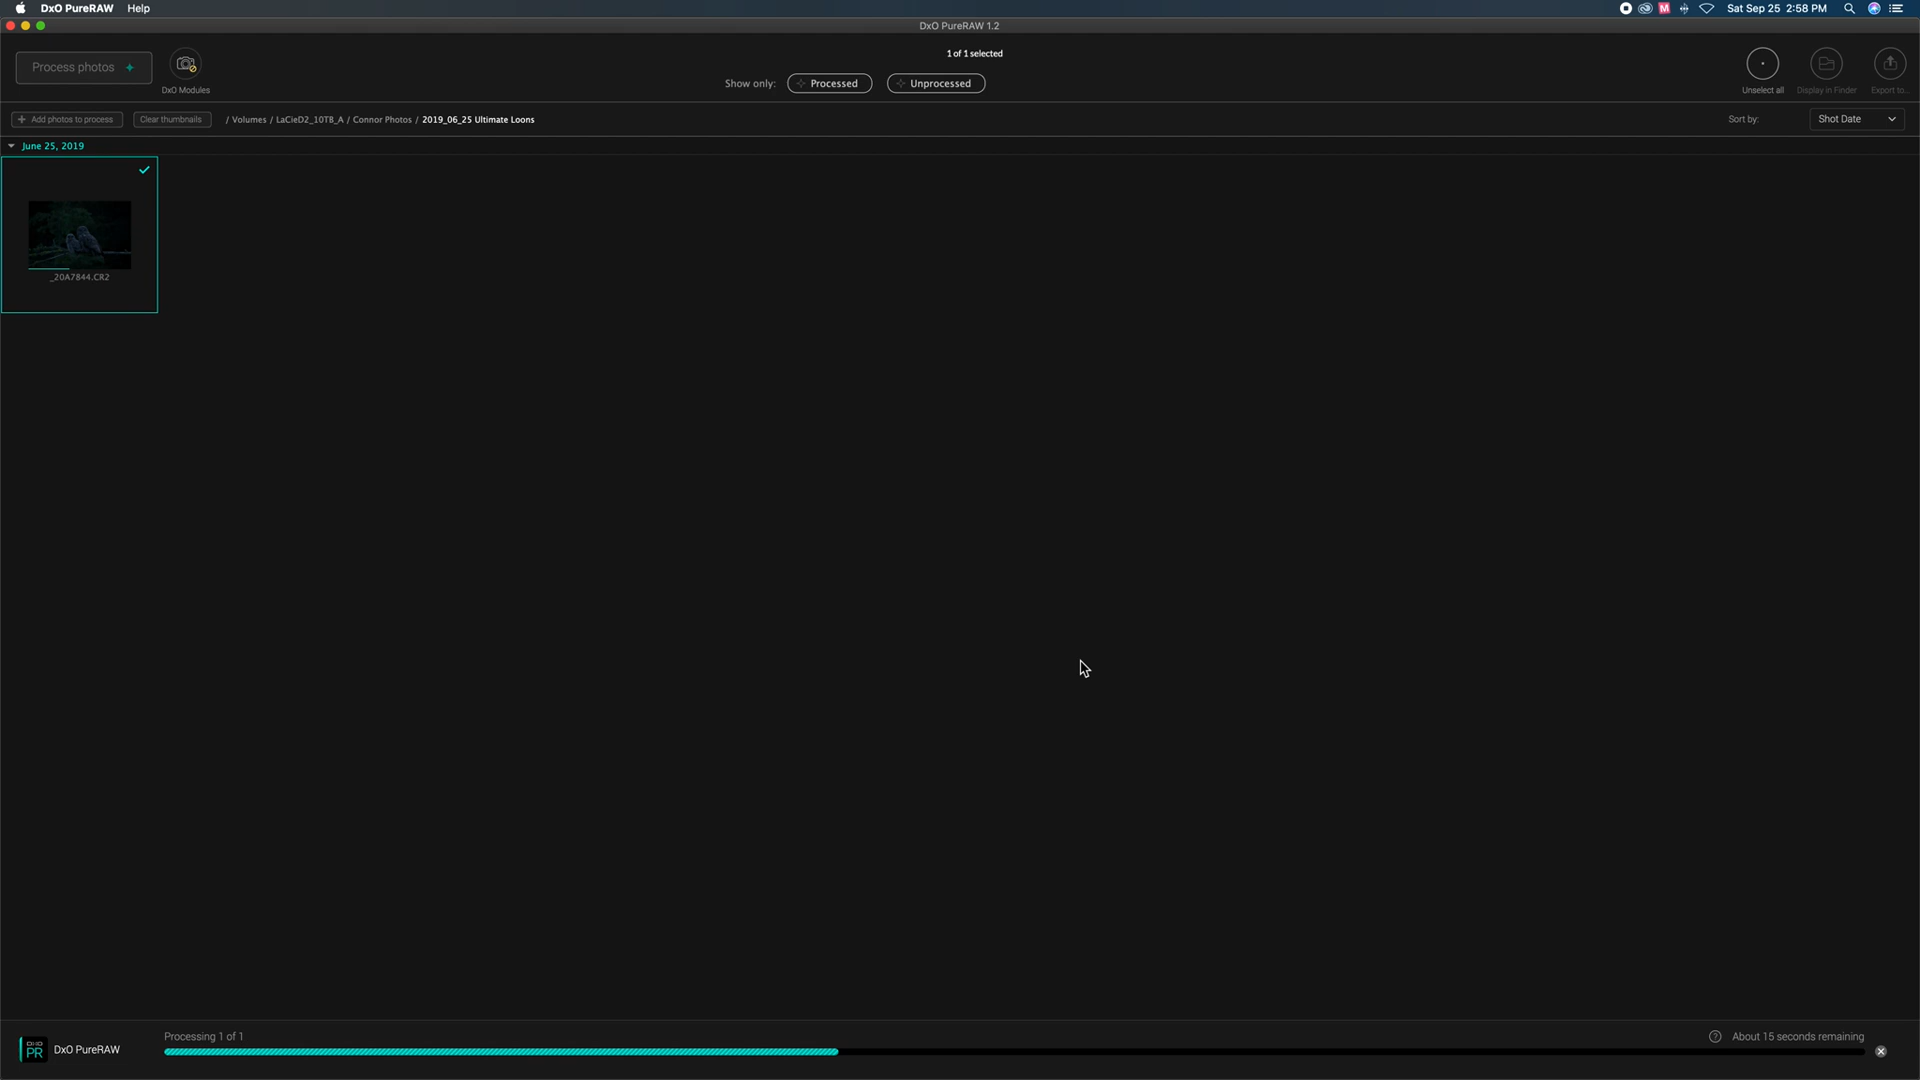 DxO PureRAW Help
M Sat Sep 25 2:58 PM
DxO PureRAW 1.2
Process photos
DxO Modules
1 of 1 selected
Show only: Processed Unprocessed
Unselect all Display in Finder Export to...
+ Add photos to process Clear thumbnails / Volumes / LaCieD2_10TB_A / Connor Photos / 2019_06_25 Ultimate Loons
Sort by: Shot Date
June 25, 2019
_20A7844.CR2
DXO
PR
DxO PureRAW
Processing 1 of 1
? About 15 seconds remaining